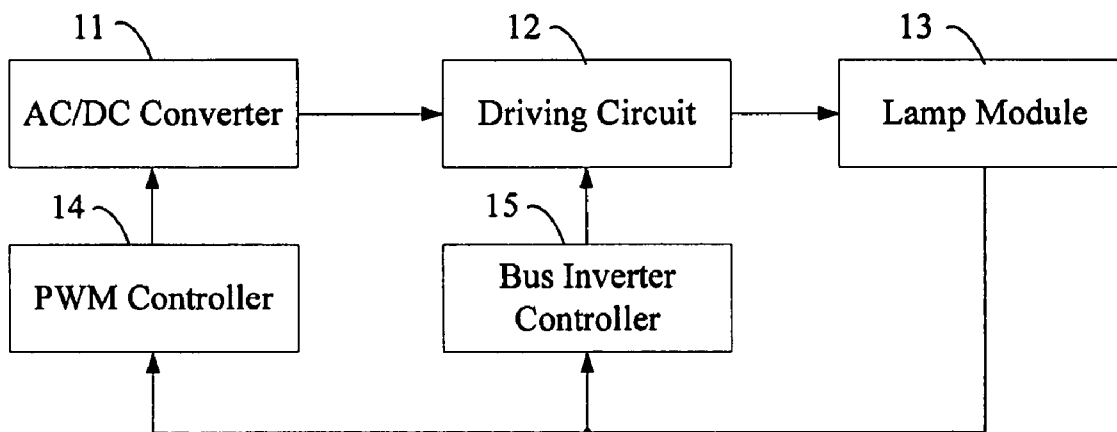 11
12
13
AC/DC Converter
Driving Circuit
Lamp Module
14
15
PWM Controller
Bus Inverter
Controller